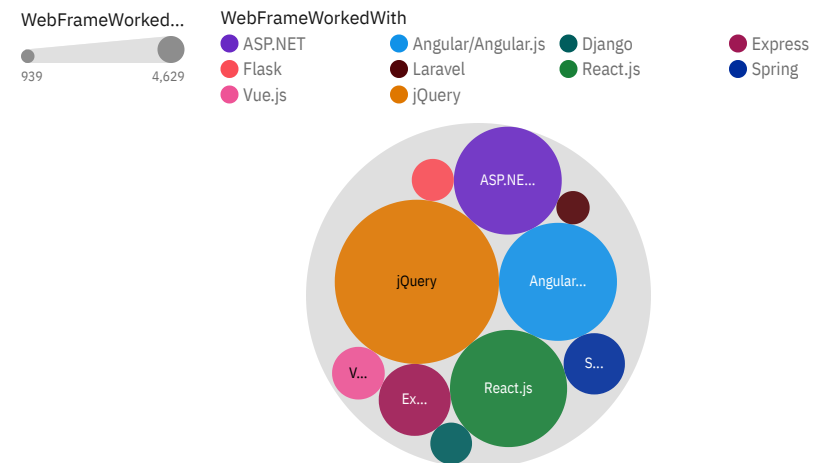 WebFrameWorked...
939
4,629
WebFrameWorkedWith
ASP.NET
Angular/Angular.js
Django
Express
Flask
Laravel
React.js
Spring
Vue.js
jQuery
ASP.NE...
jQuery
Angular...
S...
V...
React.js
Ex...